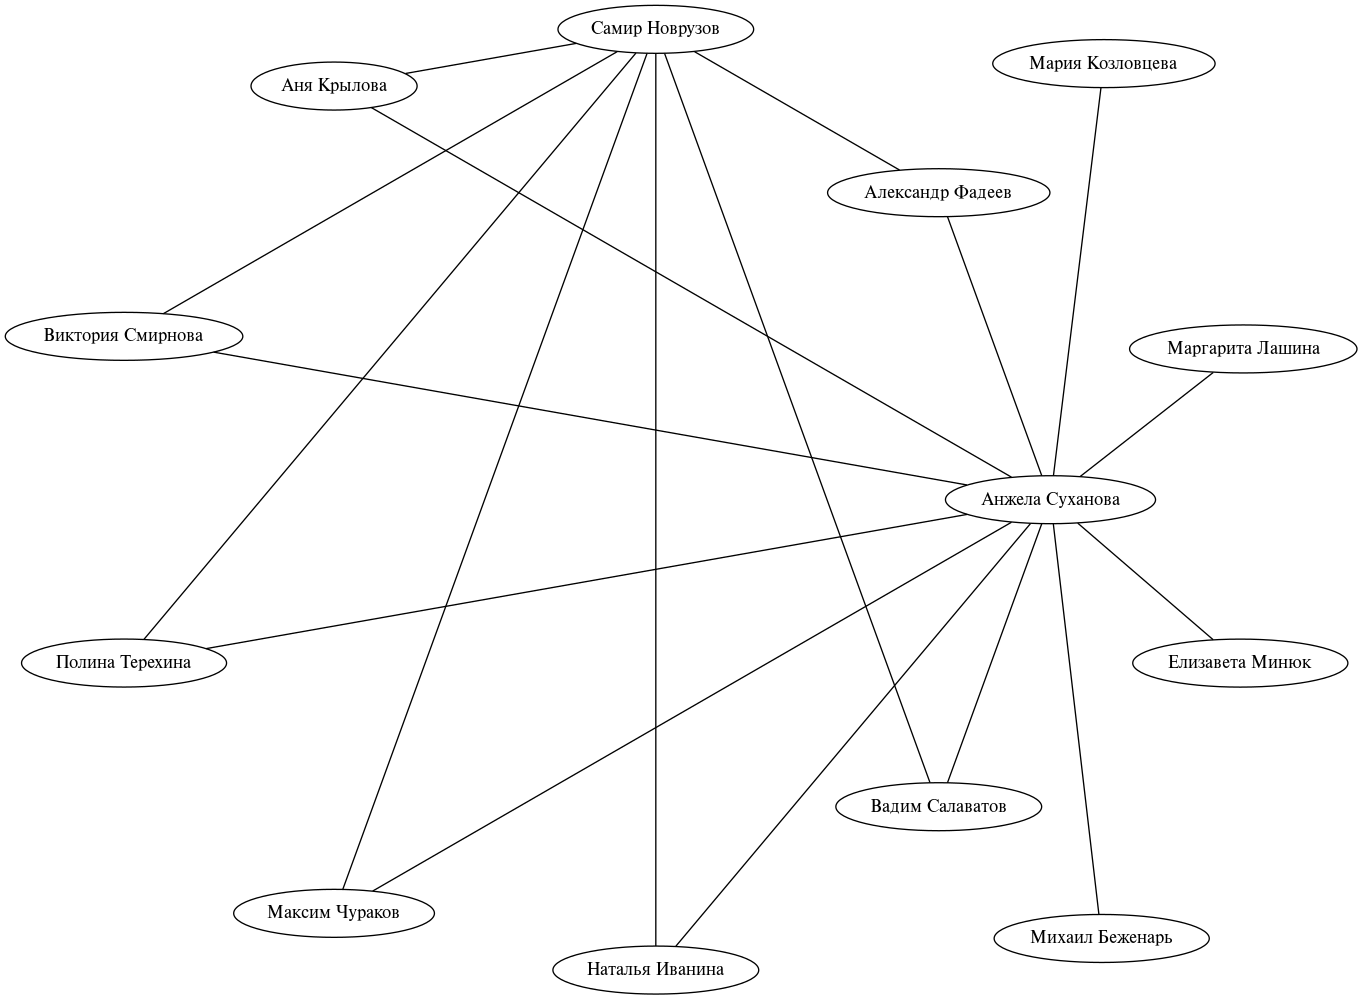 Самир Новрузов
Мария Козловцева
Аня Крылова
Александр Фадеев
Виктория Смирнова
Маргарита Лашина
Анжела Суханова
Полина Терехина
Елизавета Минюк
Вадим Салаватов
Максим Чураков
Михаил Беженарь
Наталья Иванина